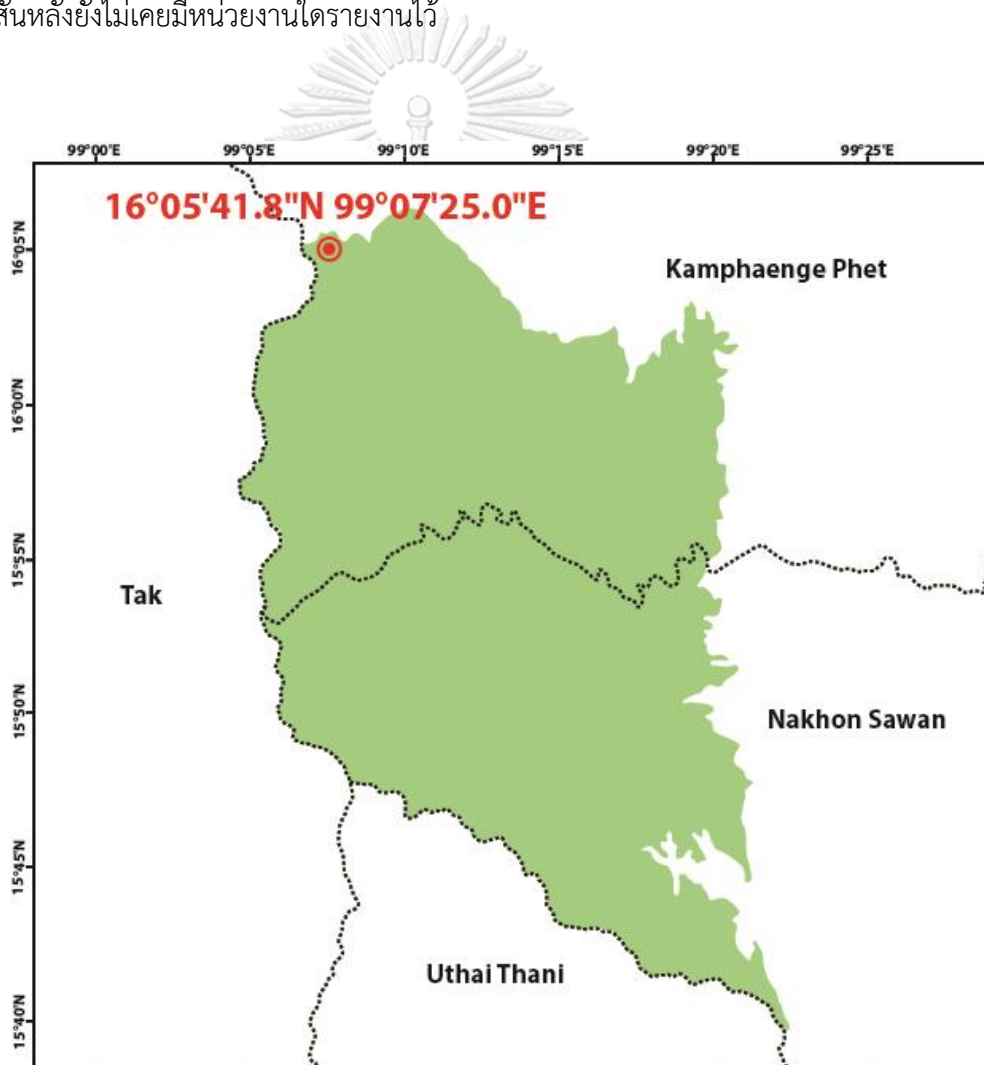 สันหลังยังไม่เคยมีหน่วยงานใดรายงานไว้
99°00'E 99°05'E 99°10'E 99°15'E 99°20'E 99°25'E
16°05'41.8"N 99°07'25.0"E
16°05'N
Kamphaenge Phet
16°00'N
15°55'N
Tak
15°50'N
Nakhon Sawan
15°45'N
Uthai Thani
15°40'N